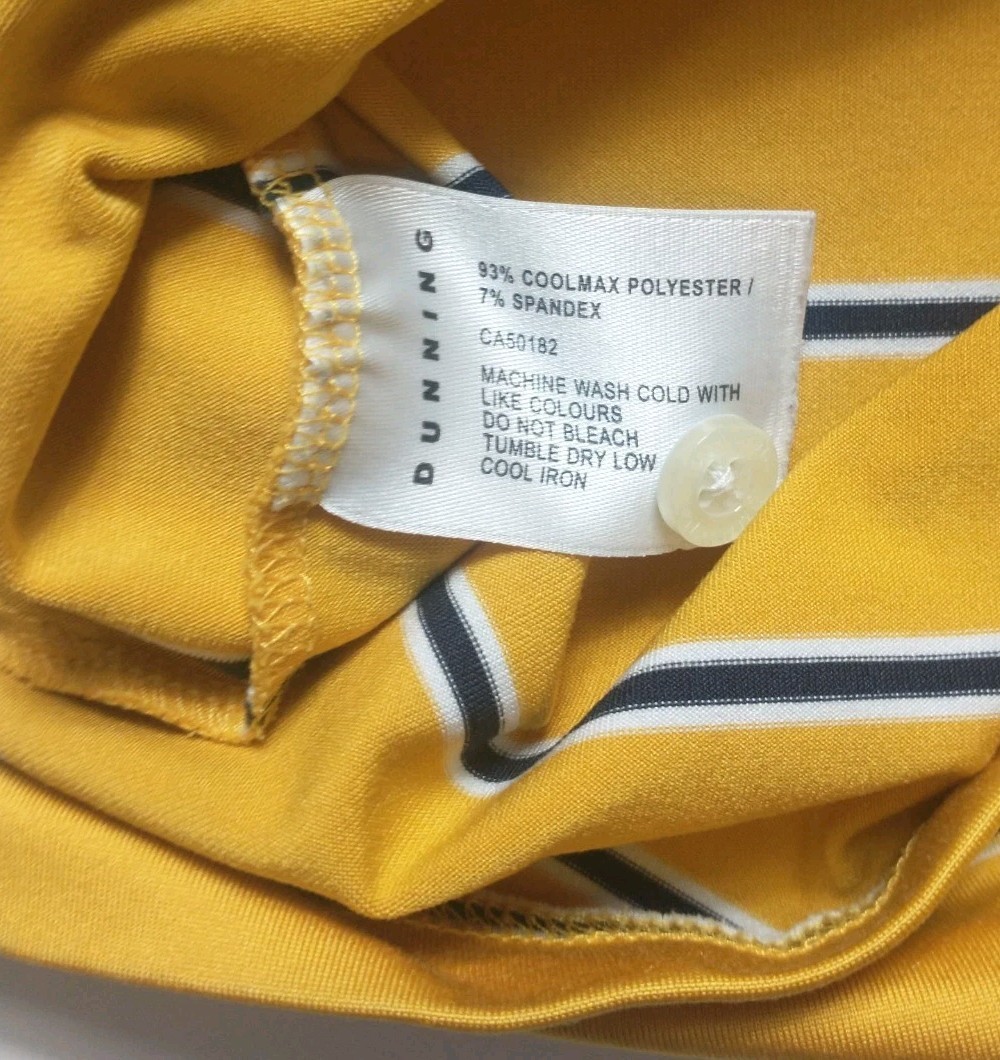 DUNNING
93% COOLMAX POLYESTER /
7% SPANDEX
CA50182
MACHINE WASH COLD WITH
LIKE COLOURS
DO NOT BLEACH
TUMBLE DRY LOW
COOL IRON